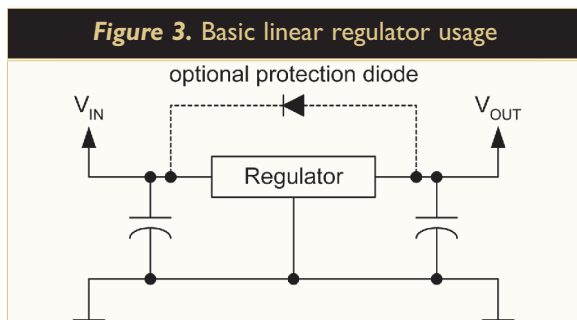 Figure 3. Basic linear regulator usage
optional protection diode
VIN
VOUT
Regulator